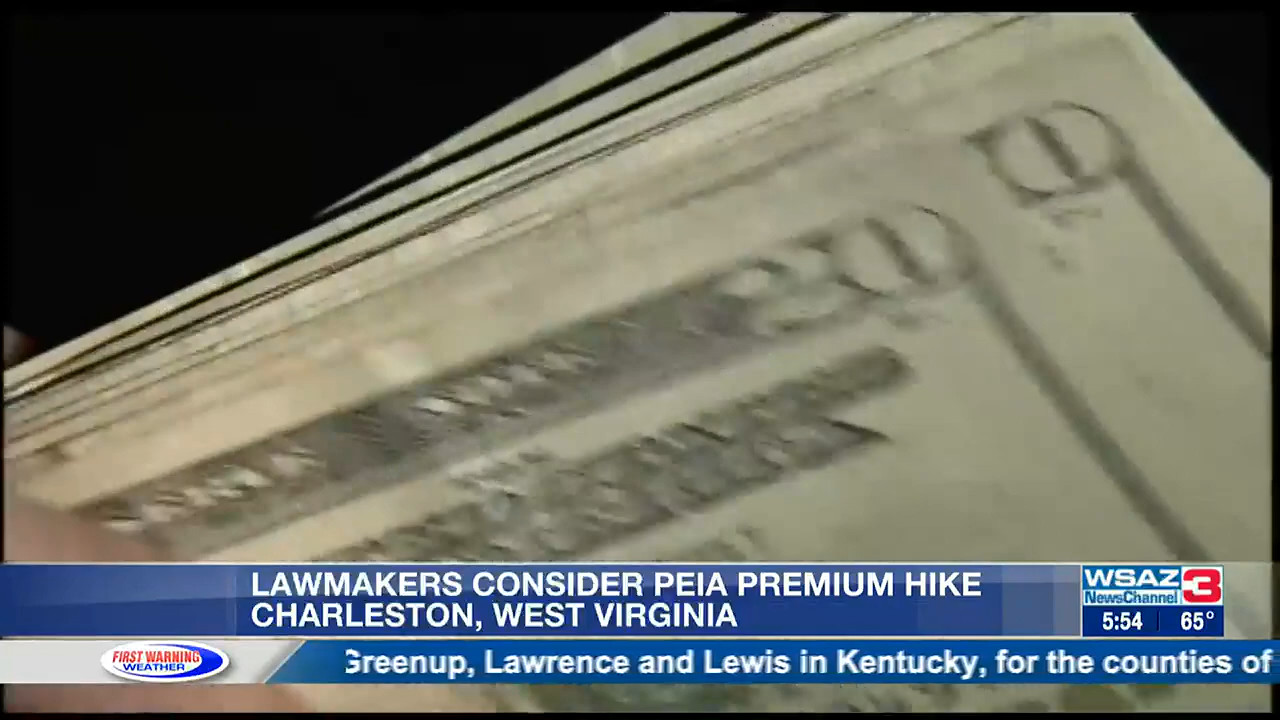 LAWMAKERS CONSIDER PEIA PREMIUM HIKE
CHARLESTON, WEST VIRGINIA
WSAZ 3
NewsChannel
5:54 65°
FIRST WARNING
WEATHER
Greenup, Lawrence and Lewis in Kentucky, for the counties of